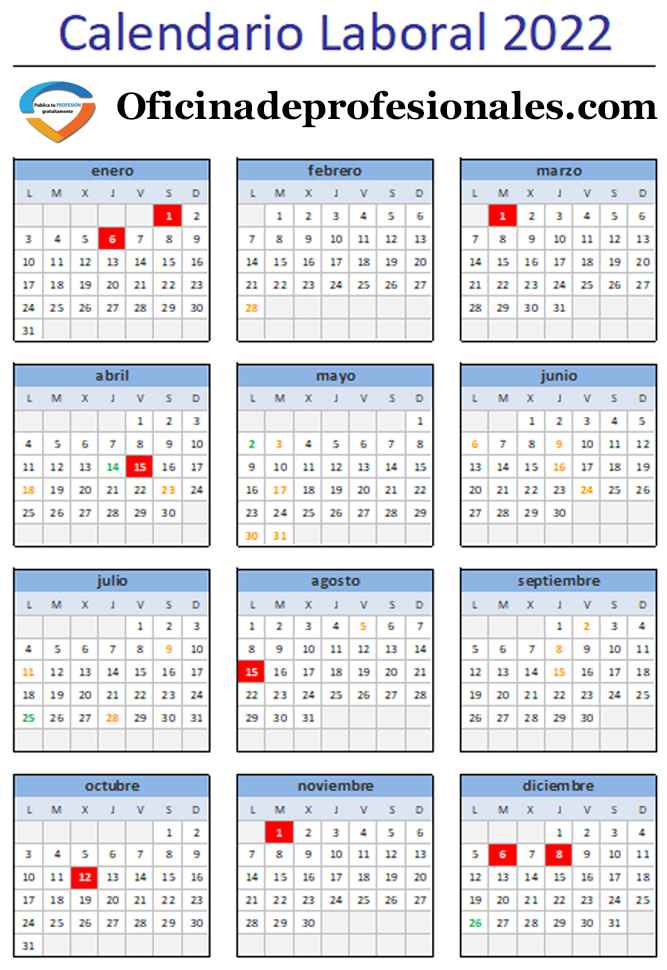 Calendario Laboral 2022
Publica tu PROFESIÓN
gratuitamente
Oficinadeprofesionales.com
enero
L M X J V S D
1 2
3 4 5 6 7 8 9
10 11 12 13 14 15 16
17 18 19 20 21 22 23
24 25 26 27 28 29 30
31
febrero
L M X J V S D
1 2 3 4 5 6
7 8 9 10 11 12 13
14 15 16 17 18 19 20
21 22 23 24 25 26 27
28
marzo
L M X J V S D
1 2 3 4 5 6
7 8 9 10 11 12 13
14 15 16 17 18 19 20
21 22 23 24 25 26 27
28 29 30 31
abril
L M X J V S D
1 2 3
4 5 6 7 8 9 10
11 12 13 14 15 16 17
18 19 20 21 22 23 24
25 26 27 28 29 30
mayo
L M X J V S D
1
2 3 4 5 6 7 8
9 10 11 12 13 14 15
16 17 18 19 20 21 22
23 24 25 26 27 28 29
30 31
junio
L M X J V S D
1 2 3 4 5
6 7 8 9 10 11 12
13 14 15 16 17 18 19
20 21 22 23 24 25 26
27 28 29 30
julio
L M X J V S D
1 2 3
4 5 6 7 8 9 10
11 12 13 14 15 16 17
18 19 20 21 22 23 24
25 26 27 28 29 30 31
agosto
L M X J V S D
1 2 3 4 5 6 7
8 9 10 11 12 13 14
15 16 17 18 19 20 21
22 23 24 25 26 27 28
29 30 31
septiembre
L M X J V S D
1 2 3 4
5 6 7 8 9 10 11
12 13 14 15 16 17 18
19 20 21 22 23 24 25
26 27 28 29 30
octubre
L M X J V S D
1 2
3 4 5 6 7 8 9
10 11 12 13 14 15 16
17 18 19 20 21 22 23
24 25 26 27 28 29 30
31
noviembre
L M X J V S D
1 2 3 4 5 6
7 8 9 10 11 12 13
14 15 16 17 18 19 20
21 22 23 24 25 26 27
28 29 30
diciembre
L M X J V S D
1 2 3 4
5 6 7 8 9 10 11
12 13 14 15 16 17 18
19 20 21 22 23 24 25
26 27 28 29 30 31